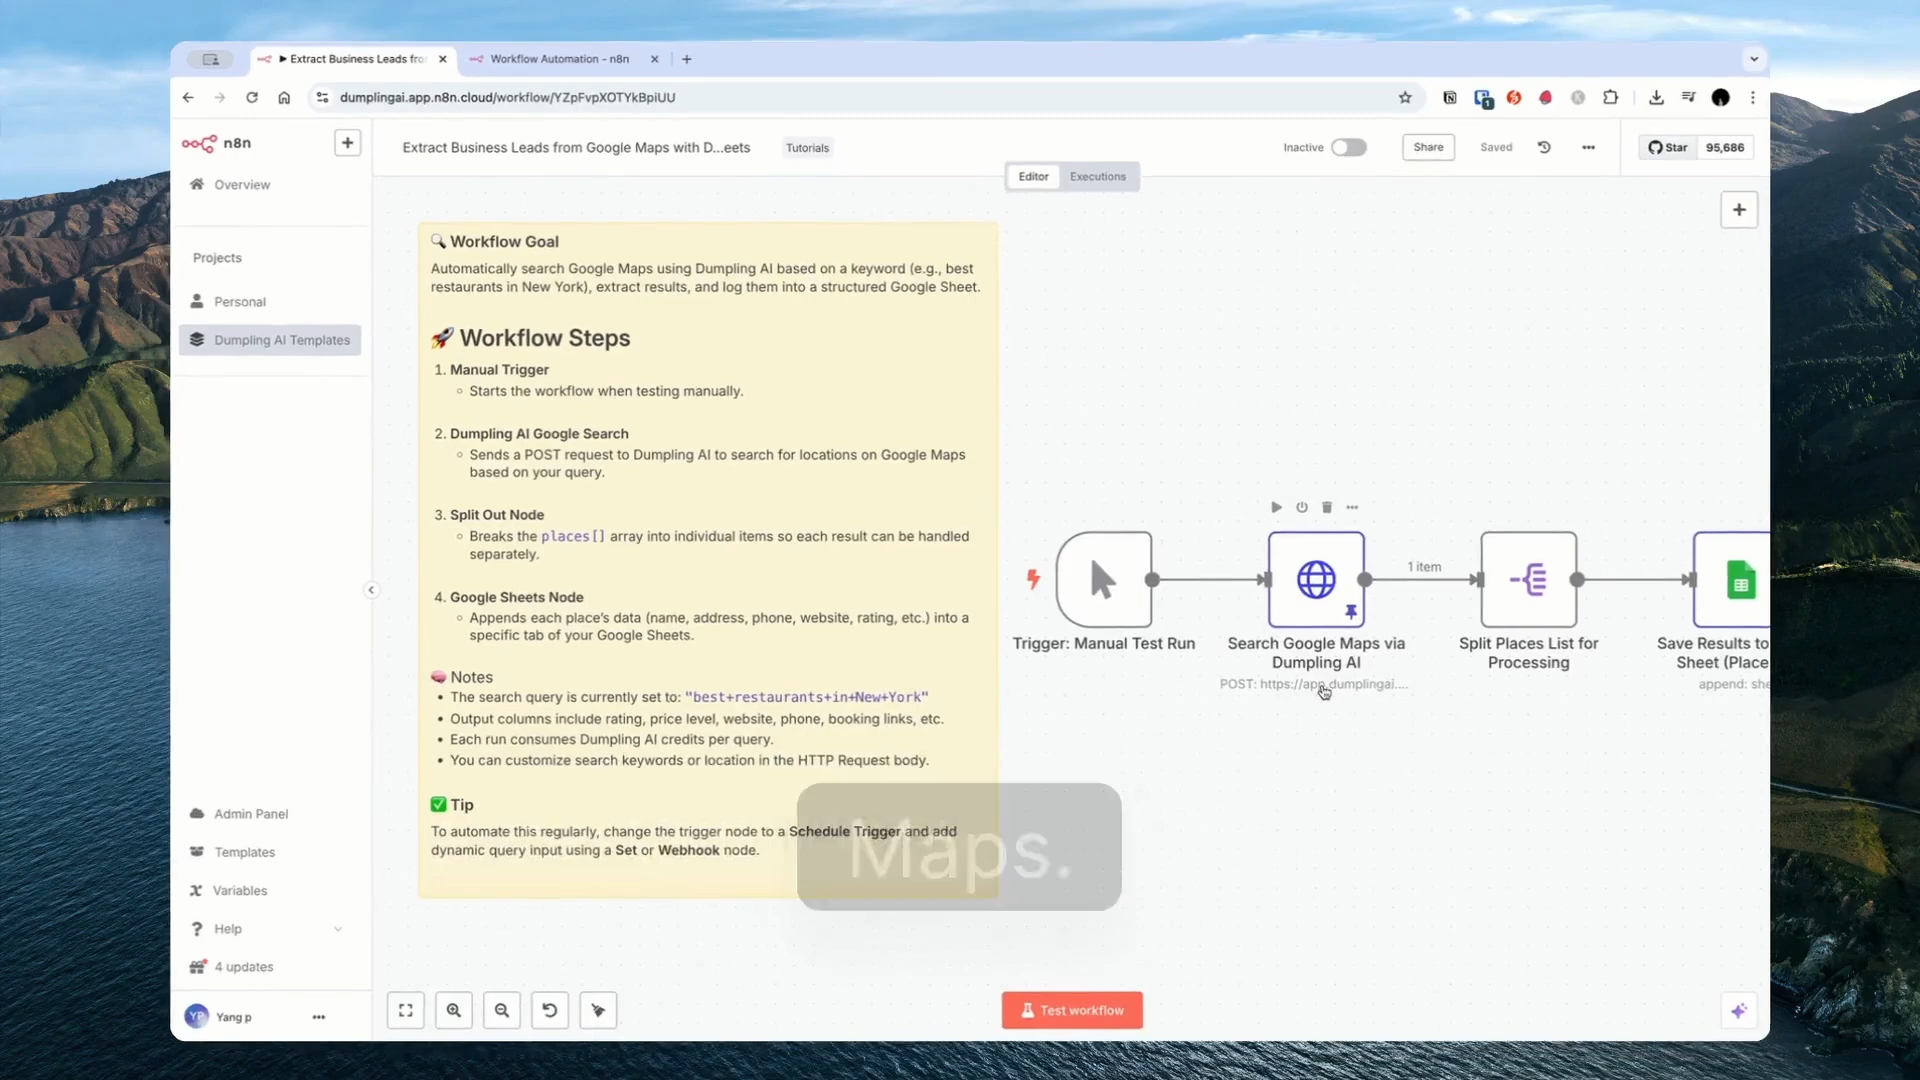 Extract Business Leads fro
Workflow Automation - n8n
dumplingai.app.n8n.cloud/workflow/YZpFvpXOTYkBpiUU
n8n
Overview
Projects
Personal
Dumpling AI Templates
Admin Panel
Templates
Variables
Help
4 updates
YP
Yang p
Extract Business Leads from Google Maps with D...eets
Tutorials
Inactive
Share
Saved
Star
95,686
Editor
Executions
🔍 Workflow Goal
Automatically search Google Maps using Dumpling AI based on a keyword (e.g., best
restaurants in New York), extract results, and log them into a structured Google Sheet.
🚀 Workflow Steps
1. Manual Trigger
Starts the workflow when testing manually.
2. Dumpling AI Google Search
Sends a POST request to Dumpling AI to search for locations on Google Maps
based on your query.
3. Split Out Node
Breaks the places[] array into individual items so each result can be handled
separately.
4. Google Sheets Node
Appends each place's data (name, address, phone, website, rating, etc.) into a
specific tab of your Google Sheets.
🧠 Notes
• The search query is currently set to: "best+restaurants+in+New+York"
• Output columns include rating, price level, website, phone, booking links, etc.
• Each run consumes Dumpling AI credits per query.
• You can customize search keywords or location in the HTTP Request body.
✅ Tip
To automate this regularly, change the trigger node to a Schedule Trigger and add
dynamic query input using a Set or Webhook node.
Maps.
Trigger: Manual Test Run
1 item
Search Google Maps via
Dumpling AI
POST: https://app.dumplingai....
Split Places List for
Processing
Save Results to
Sheet (Place
append: she
Test workflow
1